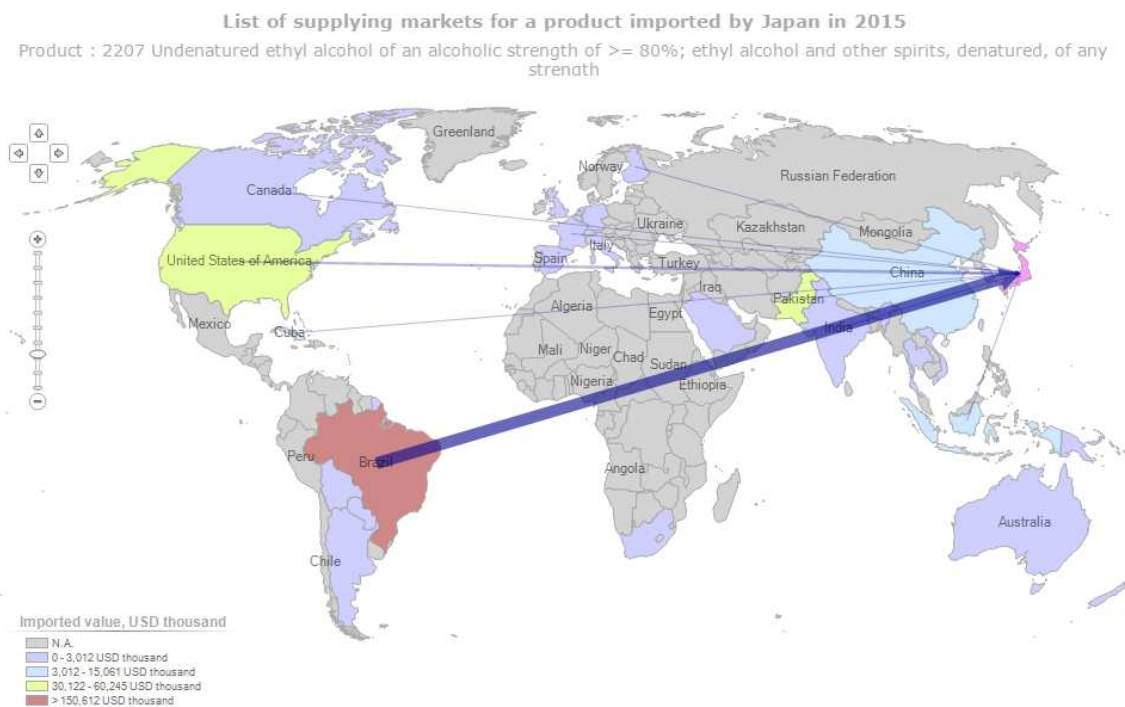 List of supplying markets for a product imported by Japan in 2015
Product : 2207 Undenatured ethyl alcohol of an alcoholic strength of >= 80%; ethyl alcohol and other spirits, denatured, of any
strength
Greenland
Norway
Russian Federation
Canada
Ukraine
Kazakhstan
Mongolia
Italy
Spain
United States of America
Turkey
China
Iraq
Pakistan
Algeria
Egypt
Mexico
India
Cuba
Mali
Niger
Chad
Sudan
Nigeria
Ethiopia
Peru
Brazil
Angola
Australia
Chile
Imported value, USD thousand
N.A.
0 - 3,012 USD thousand
3,012 - 15,061 USD thousand
30,122 - 60,245 USD thousand
> 150,612 USD thousand